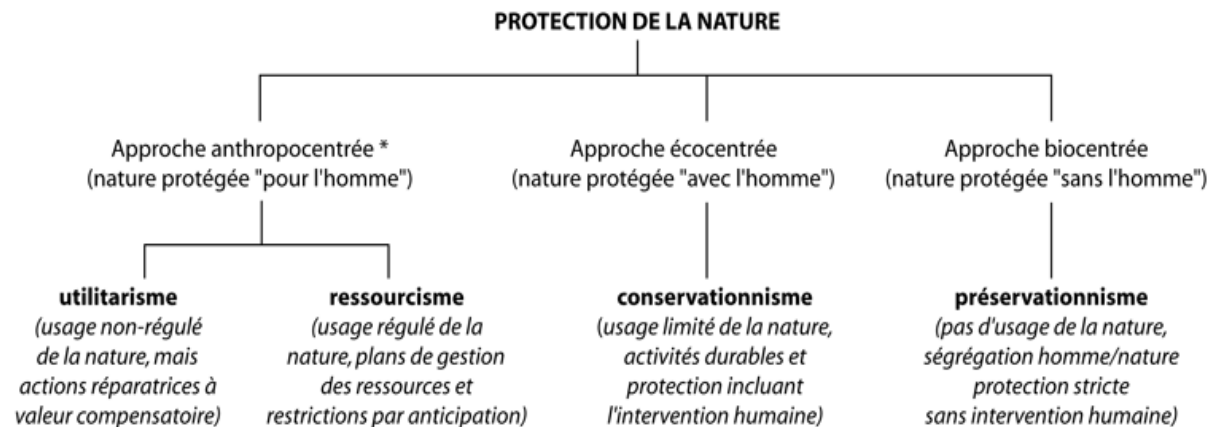 PROTECTION DE LA NATURE
Approche anthropocentrée *
(nature protégée "pour l'homme")
Approche écocentrée
(nature protégée "avec l'homme")
Approche biocentrée
(nature protégée "sans l'homme")
utilitarisme
(usage non-régulé
de la nature, mais
actions réparatrices à
valeur compensatoire)
ressourcisme
(usage régulé de la
nature, plans de gestion
des ressources et
restrictions par anticipation)
conservationnisme
(usage limité de la nature,
activités durables et
protection incluant
l'intervention humaine)
préservationnisme
(pas d'usage de la nature,
ségrégation homme/nature
protection stricte
sans intervention humaine)